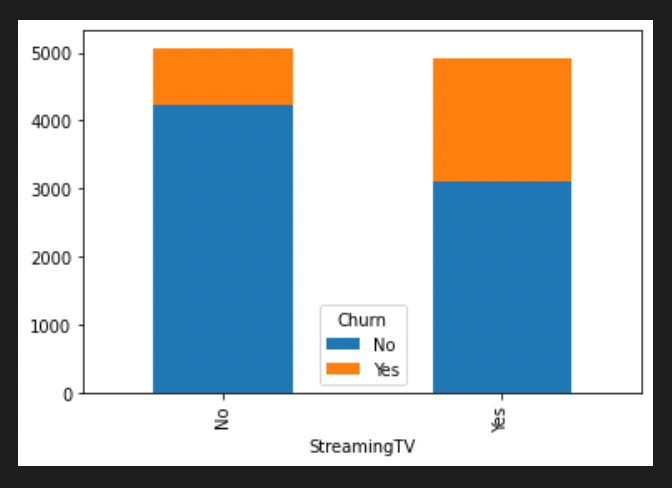 5000
4000
3000
2000
1000
0
Churn
No
Yes
No
Yes
StreamingTV